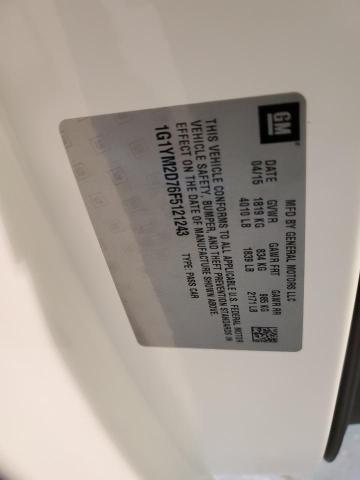 GM
MFD BY GENERAL MOTORS LLC
DATE GVWR GAWR FRT GAWR RR
04/15 1819 KG 834 KG 985 KG
4010 LB 1839 LB 2171 LB
THIS VEHICLE CONFORMS TO ALL APPLICABLE U.S. FEDERAL MOTOR
VEHICLE SAFETY, BUMPER, AND THEFT PREVENTION STANDARDS IN
EFFECT ON THE DATE OF MANUFACTURE SHOWN ABOVE.
1G1YM2D76F5121243 TYPE: PASS CAR